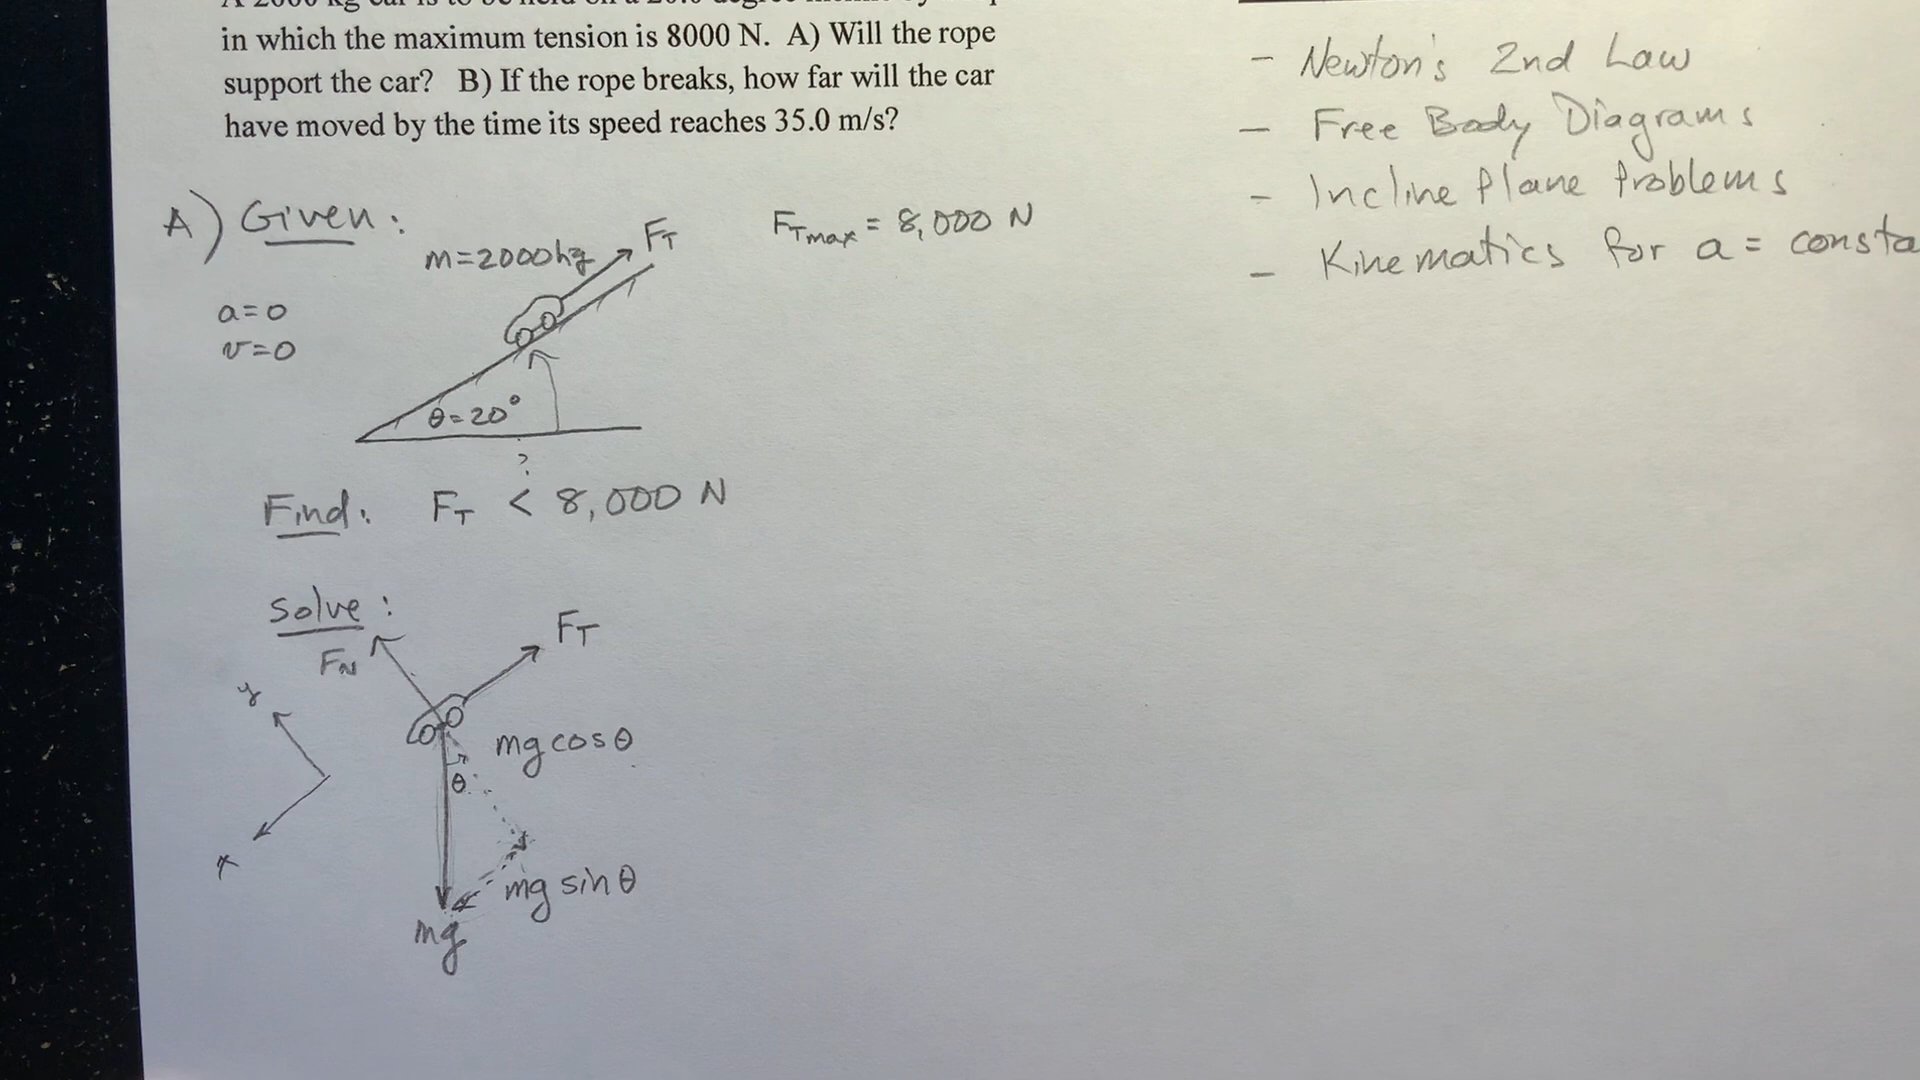 in which the maximum tension is 8000 N. A) Will the rope
support the car? B) If the rope breaks, how far will the car
have moved by the time its speed reaches 35.0 m/s?
- Newton's 2nd Law
- Free Body Diagrams
- Incline Plane Problems
- Kinematics for a = consta
A) Given:
m=2000kg
FT
FTmax = 8,000 N
a=0
v=0
θ=20°
?
Find: FT < 8,000 N
Solve:
FT
FN
y
mg cosθ
θ
x
mg sinθ
mg